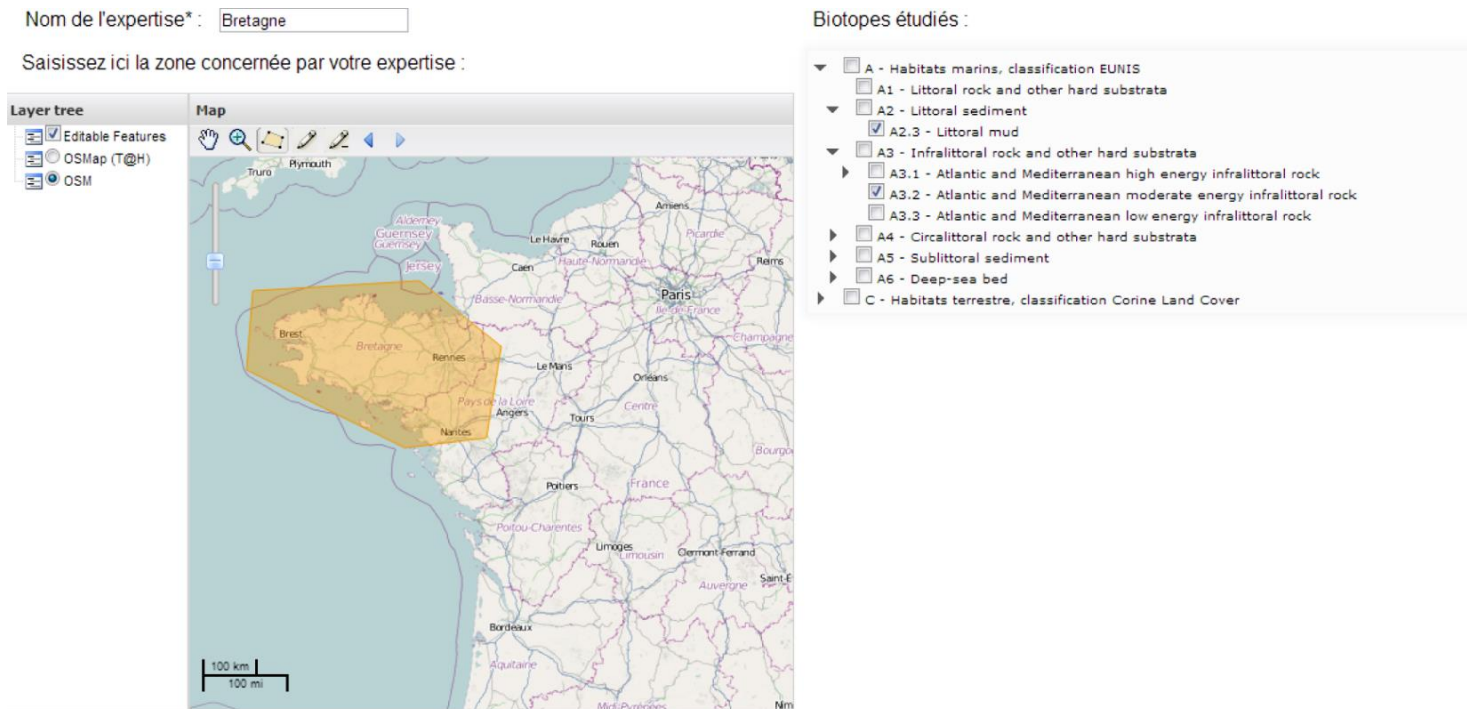 Nom de l'expertise* : Bretagne
Saisissez ici la zone concernée par votre expertise :
Layer tree
Editable Features
OSMap (T@H)
OSM
Map
Plymouth
Truro
Amiens
Alderney
Guernsey
Guernsey
Picardie
Le Havre
Rouen
Jersey
Haute-Normandie
Reims
Caen
Paris
Basse-Normandie
Ile-de-France
Brest
Champagne
Bretagne
Rennes
Le Mans
Orléans
Pays de la Loire
Centre
Angers
Tours
Nantes
Bourgo
Poitiers
France
Poitou-Charentes
Limoges
Limousin
Clermont-Ferrand
Auvergne
Saint-É
Bordeaux
Aquitaine
100 km
100 mi
Midi-Pyrénées
Nîm
Biotopes étudiés :
A - Habitats marins, classification EUNIS
A1 - Littoral rock and other hard substrata
A2 - Littoral sediment
A2.3 - Littoral mud
A3 - Infralittoral rock and other hard substrata
A3.1 - Atlantic and Mediterranean high energy infralittoral rock
A3.2 - Atlantic and Mediterranean moderate energy infralittoral rock
A3.3 - Atlantic and Mediterranean low energy infralittoral rock
A4 - Circalittoral rock and other hard substrata
A5 - Sublittoral sediment
A6 - Deep-sea bed
C - Habitats terrestre, classification Corine Land Cover